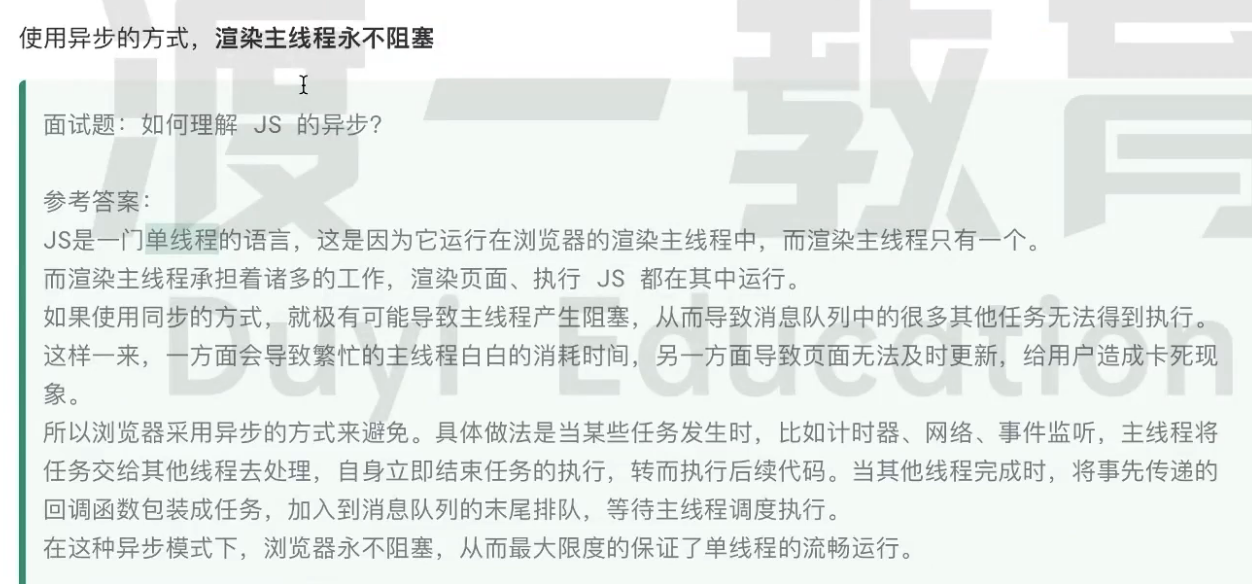 使用异步的方式，渲染主线程永不阻塞
面试题：如何理解 JS 的异步？
参考答案：
JS是一门单线程的语言，这是因为它运行在浏览器的渲染主线程中，而渲染主线程只有一个。
而渲染主线程承担着诸多的工作，渲染页面、执行 JS 都在其中运行。
如果使用同步的方式，就极有可能导致主线程产生阻塞，从而导致消息队列中的很多其他任务无法得到执行。
这样一来，一方面会导致繁忙的主线程白白的消耗时间，另一方面导致页面无法及时更新，给用户造成卡死现
象。
所以浏览器采用异步的方式来避免。具体做法是当某些任务发生时，比如计时器、网络、事件监听，主线程将
任务交给其他线程去处理，自身立即结束任务的执行，转而执行后续代码。当其他线程完成时，将事先传递的
回调函数包装成任务，加入到消息队列的末尾排队，等待主线程调度执行。
在这种异步模式下，浏览器永不阻塞，从而最大限度的保证了单线程的流畅运行。
渡一教育
Duyi Education